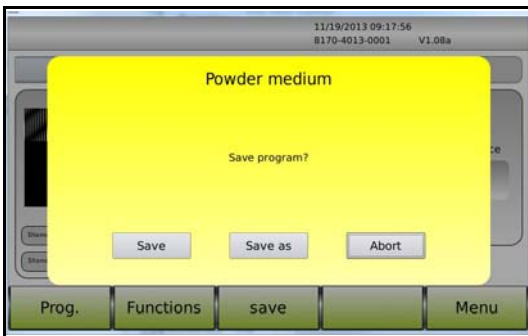 11/19/2013 09:17:56
8170-4013-0001 V1.08a
Powder medium
Save program?
Save Save as Abort
Prog. Functions save Menu